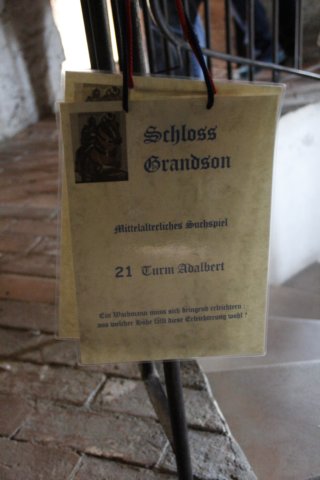 Schloss
Grandson
Mittelalterliches Suchspiel
21 Turm Adalbert
Ein Wachmann muss sich dringend erleichtern.
aus welcher Höhe fällt diese Erleichterung wohl ?